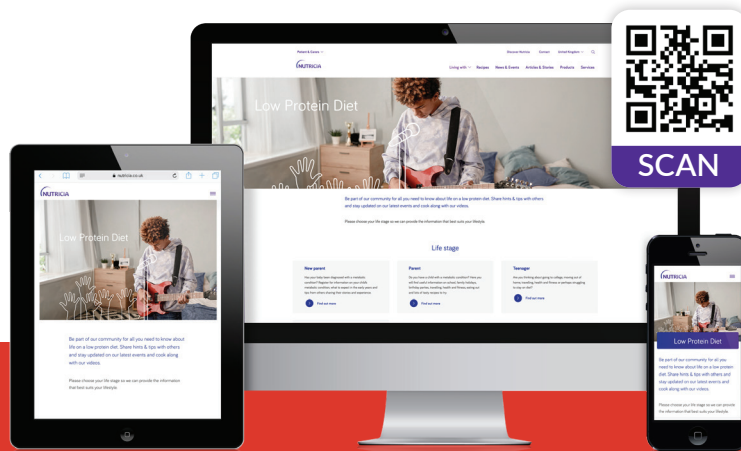 Patient & Carers
Discover Nutricia Contact United Kingdom
NUTRICIA
Living with Recipes News & Events Articles & Stories Products Services
Low Protein Diet
SCAN
Be part of our community for all you need to know about life on a low protein diet. Share hints & tips with others
and stay updated on our latest events and cook along with our videos.
Please choose your life stage so we can provide the information that best suits your lifestyle.
Life stage
New parent
Parent
Teenager
Find out more
Find out more
Find out more
nutricia.co.uk
NUTRICIA
Low Protein Diet
Be part of our community for all you need to know about
life on a low protein diet. Share hints & tips with others
and stay updated on our latest events and cook along
with our videos.
Please choose your life stage so we can provide the information
that best suits your lifestyle.
NUTRICIA
Low Protein Diet
Be part of our community for all you
need to know about life on a low protein
diet. Share hints & tips with others and
stay updated on our latest events and
cook along with our videos.
Please choose your life stage so we can provide
the information that best suits your lifestyle.